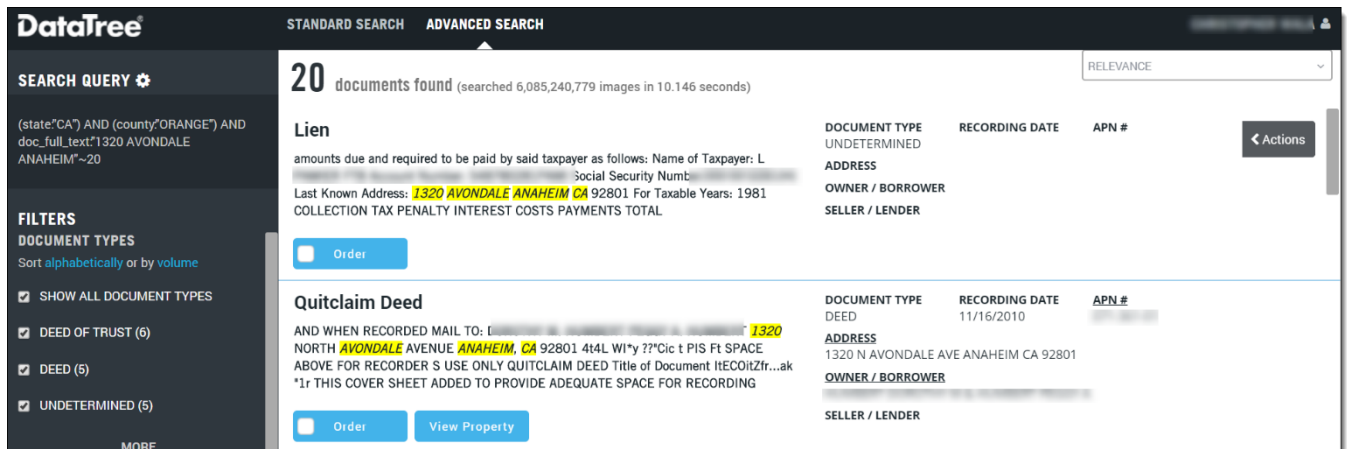 DataTree
STANDARD SEARCH ADVANCED SEARCH
SEARCH QUERY
(state:"CA") AND (county:"ORANGE") AND
doc_full_text:"1320 AVONDALE
ANAHEIM"~20
FILTERS
DOCUMENT TYPES
Sort alphabetically or by volume
SHOW ALL DOCUMENT TYPES
DEED OF TRUST (6)
DEED (5)
UNDETERMINED (5)
MORE
20 documents found (searched 6,085,240,779 images in 10.146 seconds)
RELEVANCE
Lien
amounts due and required to be paid by said taxpayer as follows: Name of Taxpayer: L
Social Security Numb
Last Known Address: 1320 AVONDALE ANAHEIM CA 92801 For Taxable Years: 1981
COLLECTION TAX PENALTY INTEREST COSTS PAYMENTS TOTAL
Order
DOCUMENT TYPE RECORDING DATE APN #
UNDETERMINED
ADDRESS
OWNER / BORROWER
SELLER / LENDER
Actions
Quitclaim Deed
AND WHEN RECORDED MAIL TO: 1320
NORTH AVONDALE AVENUE ANAHEIM, CA 92801 4t4L WI*y ??"Cic t PIS Ft SPACE
ABOVE FOR RECORDER S USE ONLY QUITCLAIM DEED Title of Document ItECOitZfr...ak
"1r THIS COVER SHEET ADDED TO PROVIDE ADEQUATE SPACE FOR RECORDING
Order View Property
DOCUMENT TYPE RECORDING DATE APN #
DEED 11/16/2010
ADDRESS
1320 N AVONDALE AVE ANAHEIM CA 92801
OWNER / BORROWER
SELLER / LENDER